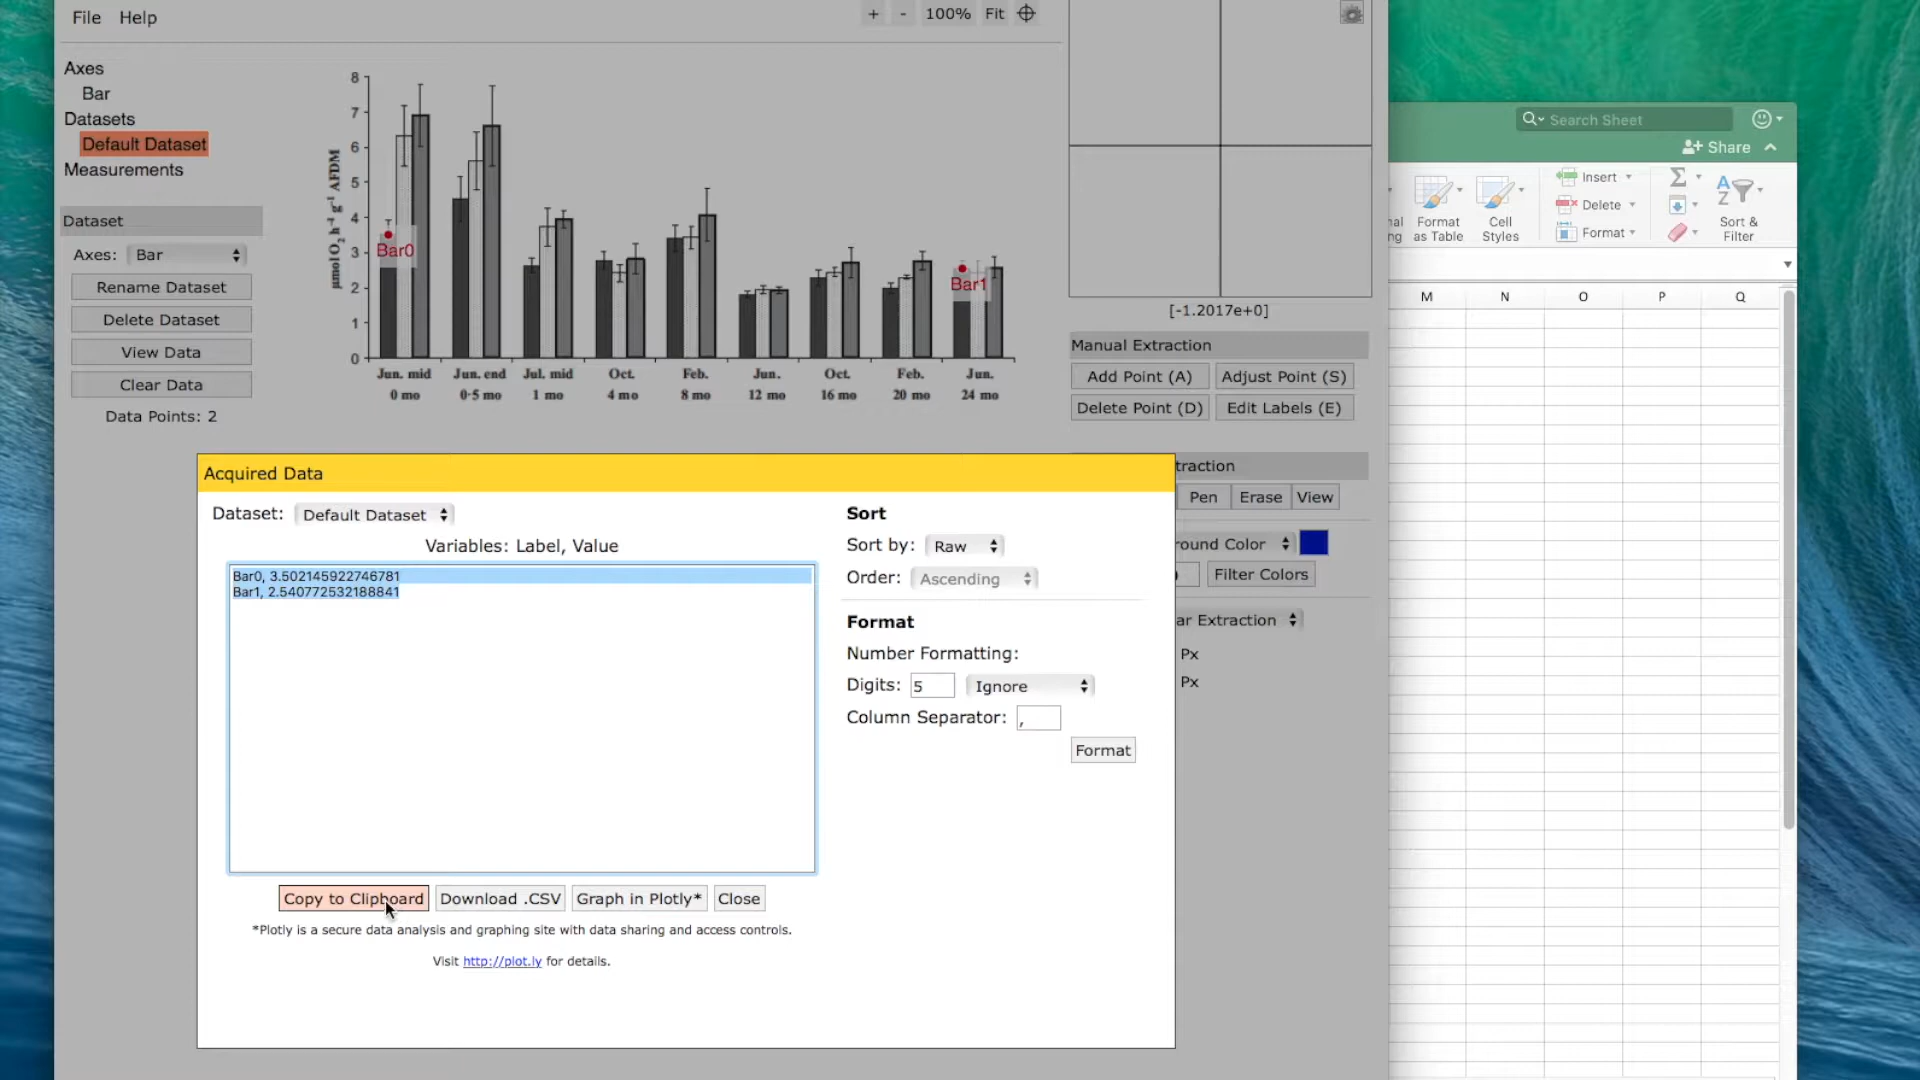 File Help
+ - 100% Fit
Axes
Bar
Datasets
Default Dataset
Measurements
Dataset
Axes: Bar
Rename Dataset
Delete Dataset
View Data
Clear Data
Data Points: 2
µmol O2 h⁻¹ g⁻¹ AFDM
8
7
6
5
4
3
2
1
0
Bar0
Bar1
Jun. mid Jun. end Jul. mid Oct. Feb. Jun. Oct. Feb. Jun.
0 mo 0·5 mo 1 mo 4 mo 8 mo 12 mo 16 mo 20 mo 24 mo
[-1.2017e+0]
Manual Extraction
Add Point (A) Adjust Point (S)
Delete Point (D) Edit Labels (E)
traction
Pen Erase View
round Color
Filter Colors
ar Extraction
Px
Px
Acquired Data
Dataset: Default Dataset
Variables: Label, Value
Bar0, 3.502145922746781
Bar1, 2.540772532188841
Copy to Clipboard Download .CSV Graph in Plotly* Close
*Plotly is a secure data analysis and graphing site with data sharing and access controls.
Visit http://plot.ly for details.
Sort
Sort by: Raw
Order: Ascending
Format
Number Formatting:
Digits: 5 Ignore
Column Separator: ,
Format
Search Sheet
Share
nal
ng
Format
as Table
Cell
Styles
Insert
Delete
Format
Sort &
Filter
M N O P Q